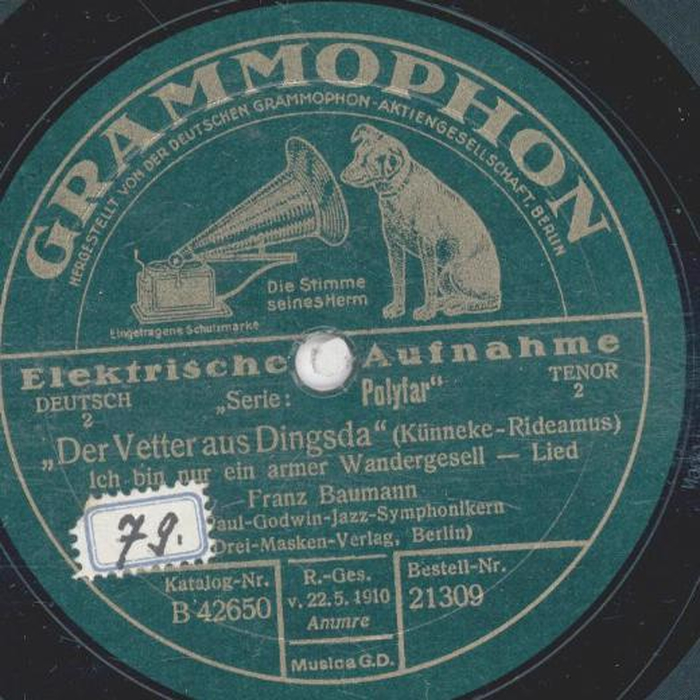 GRAMMOPHON
HERGESTELLT VON DER DEUTSCHEN GRAMMOPHON-AKTIENGESELLSCHAFT. BERLIN
Die Stimme
seines Herrn
Eingetragene Schutzmarke
Elektrische Aufnahme
DEUTSCH
2
„Serie: Polyfar“
TENOR
2
„Der Vetter aus Dingsda“ (Künneke-Rideamus)
Ich bin nur ein armer Wandergesell — Lied
Franz Baumann
Paul-Godwin-Jazz-Symphonikern
Drei-Masken-Verlag, Berlin)
79.
Katalog-Nr.
B 42650
R.-Ges.
v. 22.5. 1910
Ammre
Musica G.D.
Bestell-Nr.
21309